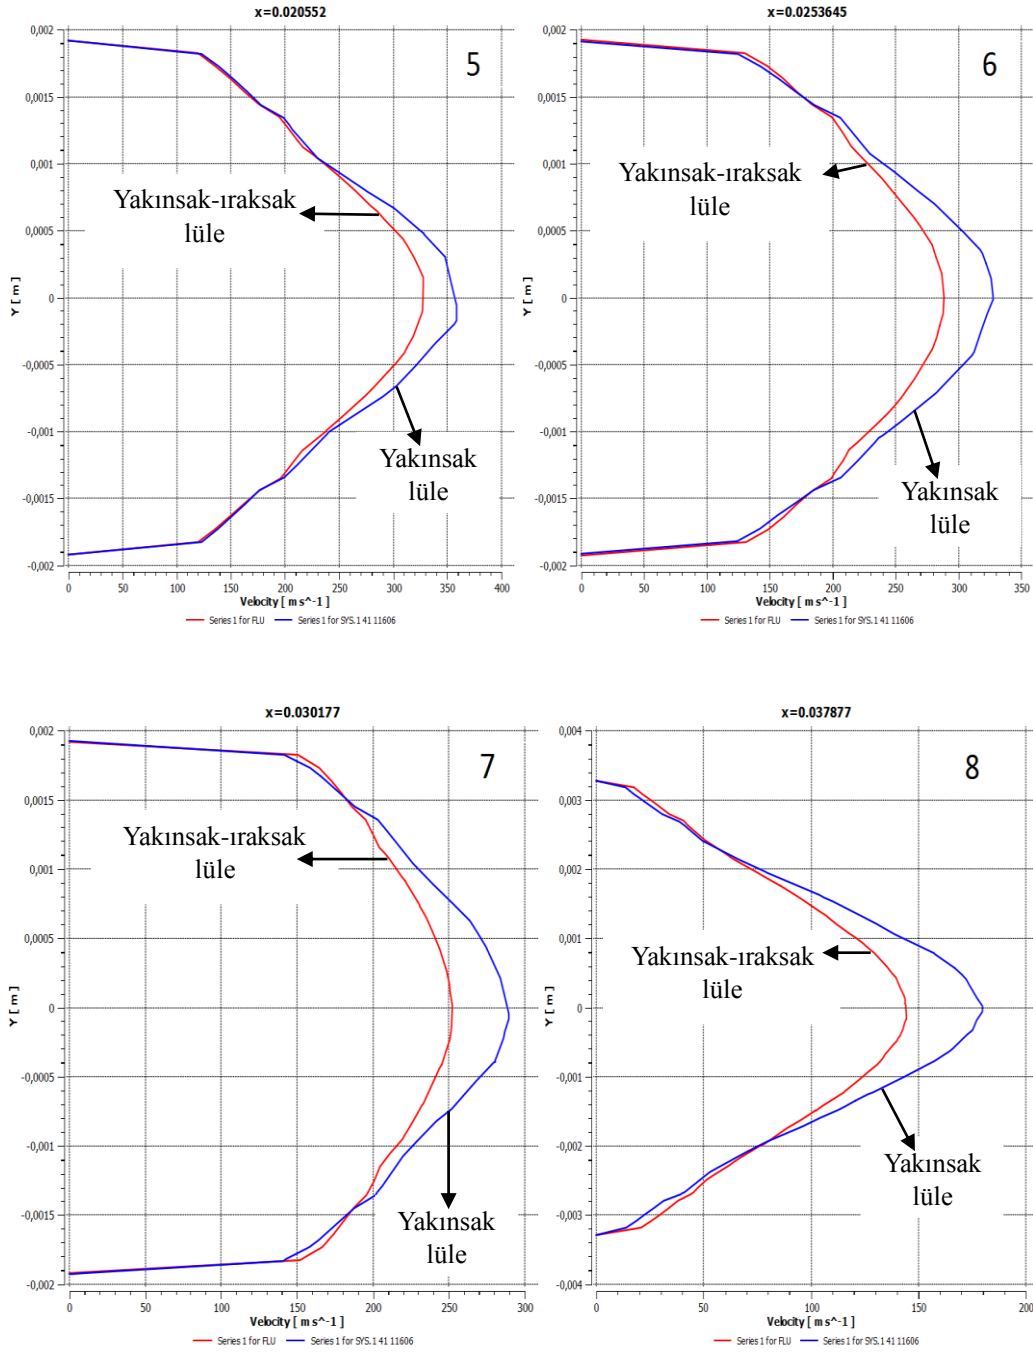 x=0.020552
5
0,002
0,0015
0,001
0,0005
0
-0,0005
-0,001
-0,0015
-0,002
Y [ m ]
Yakınsak-ıraksak
lüle
Yakınsak
lüle
0 50 100 150 200 250 300 350 400
Velocity [ m s^-1 ]
Series 1 for FLU Series 1 for SYS.1 41 11606
x=0.0253645
6
0,002
0,0015
0,001
0,0005
0
-0,0005
-0,001
-0,0015
-0,002
Y [ m ]
Yakınsak-ıraksak
lüle
Yakınsak
lüle
0 50 100 150 200 250 300 350
Velocity [ m s^-1 ]
Series 1 for FLU Series 1 for SYS.1 41 11606
x=0.030177
7
0,002
0,0015
0,001
0,0005
0
-0,0005
-0,001
-0,0015
-0,002
Y [ m ]
Yakınsak-ıraksak
lüle
Yakınsak
lüle
0 50 100 150 200 250 300
Velocity [ m s^-1 ]
Series 1 for FLU Series 1 for SYS.1 41 11606
x=0.037877
8
0,004
0,003
0,002
0,001
0
-0,001
-0,002
-0,003
-0,004
Y [ m ]
Yakınsak-ıraksak
lüle
Yakınsak
lüle
0 50 100 150 200
Velocity [ m s^-1 ]
Series 1 for FLU Series 1 for SYS.1 41 11606